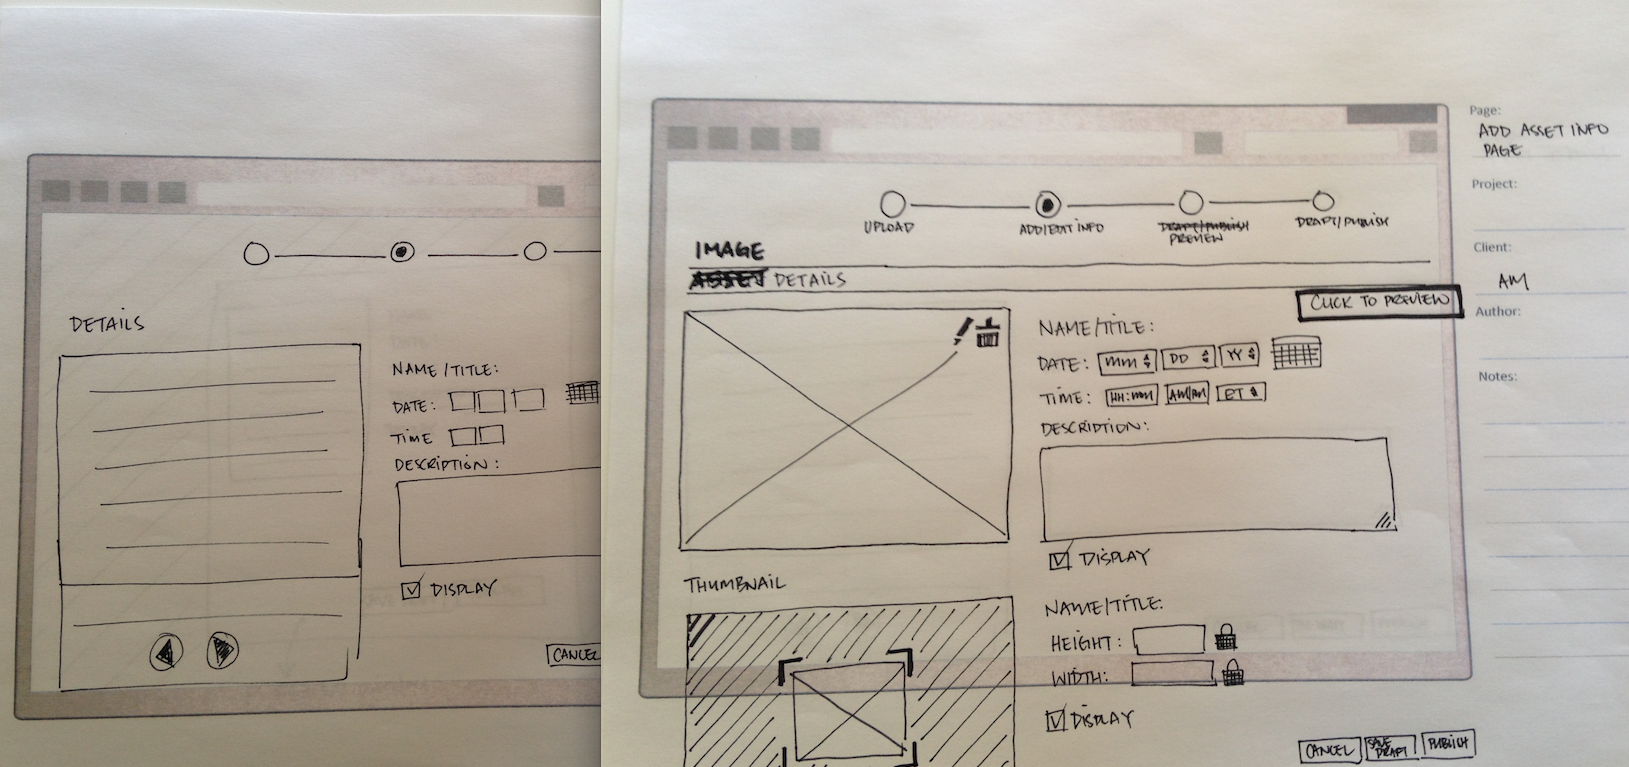 DETAILS
NAME/TITLE:
DATE:
TIME
DESCRIPTION:
DISPLAY
CANCEL
Page:
ADD ASSET INFO
PAGE
Project:
Client:
AM
Author:
Notes:
UPLOAD
ADD/EDIT INFO
DRAFT/PUBLISH
PREVIEW
DRAFT/PUBLISH
IMAGE
ASSET DETAILS
CLICK TO PREVIEW
NAME/TITLE:
DATE: MM DD YY
TIME: HH:MM AM/PM ET
DESCRIPTION:
DISPLAY
THUMBNAIL
NAME/TITLE:
HEIGHT:
WIDTH:
DISPLAY
CANCEL
SAVE
DRAFT
PUBLISH